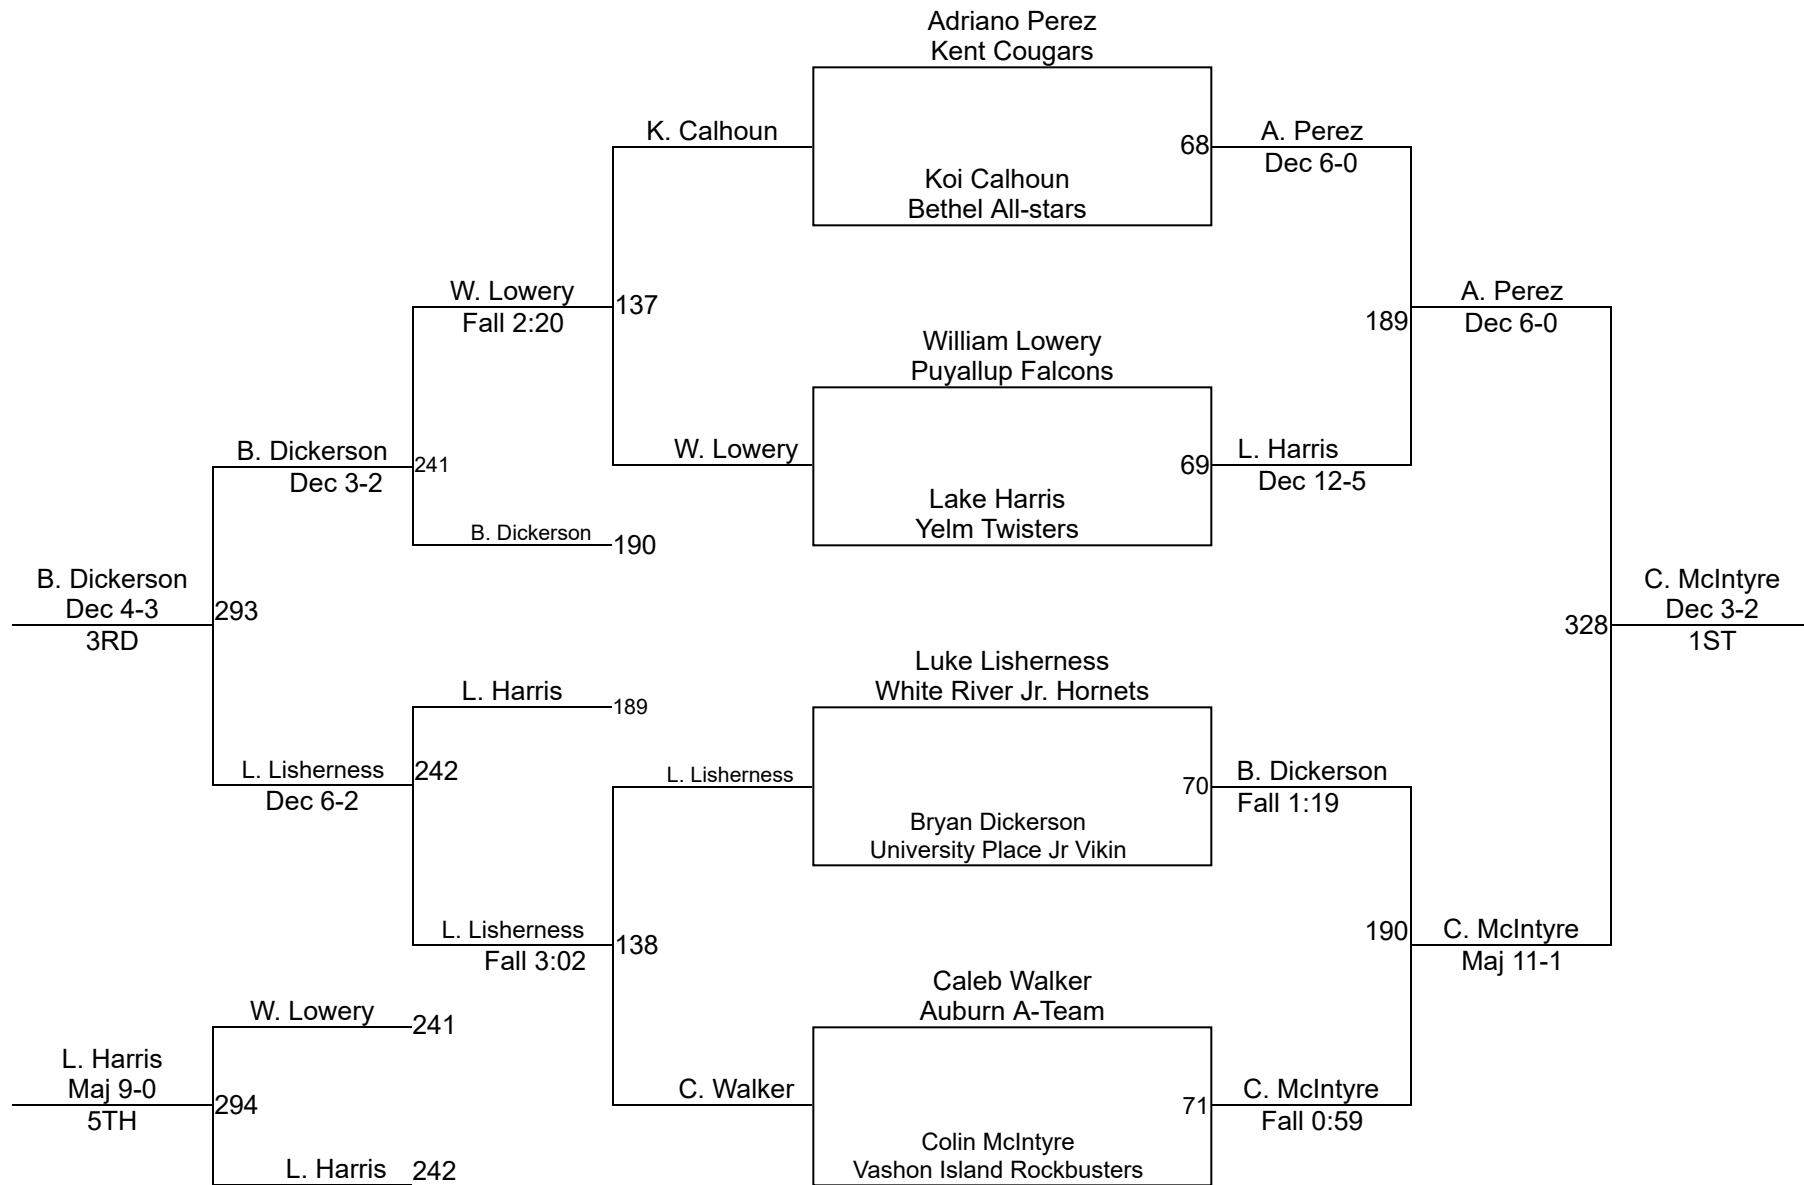 Adriano Perez
Kent Cougars
K. Calhoun
68
A. Perez
Dec 6-0
Koi Calhoun
Bethel All-stars
W. Lowery
Fall 2:20
137
A. Perez
Dec 6-0
189
William Lowery
Puyallup Falcons
B. Dickerson
Dec 3-2
241
W. Lowery
69
L. Harris
Dec 12-5
Lake Harris
Yelm Twisters
B. Dickerson
190
B. Dickerson
Dec 4-3
3RD
293
328
C. McIntyre
Dec 3-2
1ST
Luke Lisherness
White River Jr. Hornets
L. Harris
189
L. Lisherness
Dec 6-2
242
L. Lisherness
70
B. Dickerson
Fall 1:19
Bryan Dickerson
University Place Jr Vikin
L. Lisherness
Fall 3:02
138
190
C. McIntyre
Maj 11-1
Caleb Walker
Auburn A-Team
W. Lowery
241
L. Harris
Maj 9-0
5TH
294
C. Walker
71
C. McIntyre
Fall 0:59
Colin McIntyre
Vashon Island Rockbusters
L. Harris
242